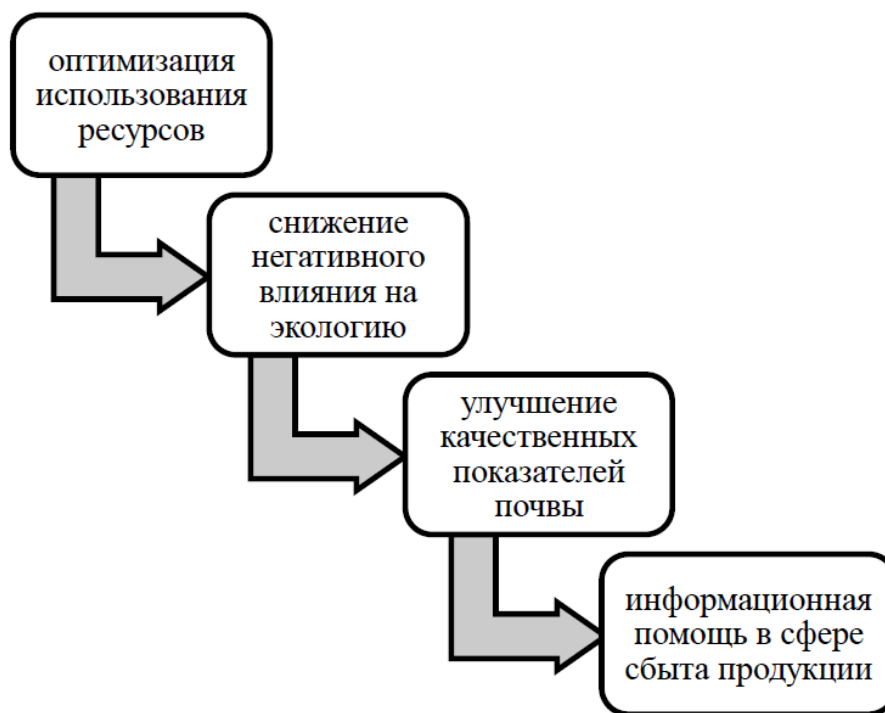 оптимизация
использования
ресурсов
снижение
негативного
влияния на
экологию
улучшение
качественных
показателей
почвы
информационная
помощь в сфере
сбыта продукции